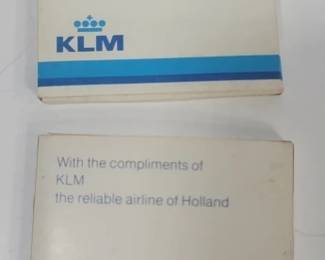 KLM
With the compliments of
KLM
the reliable airline of Holland